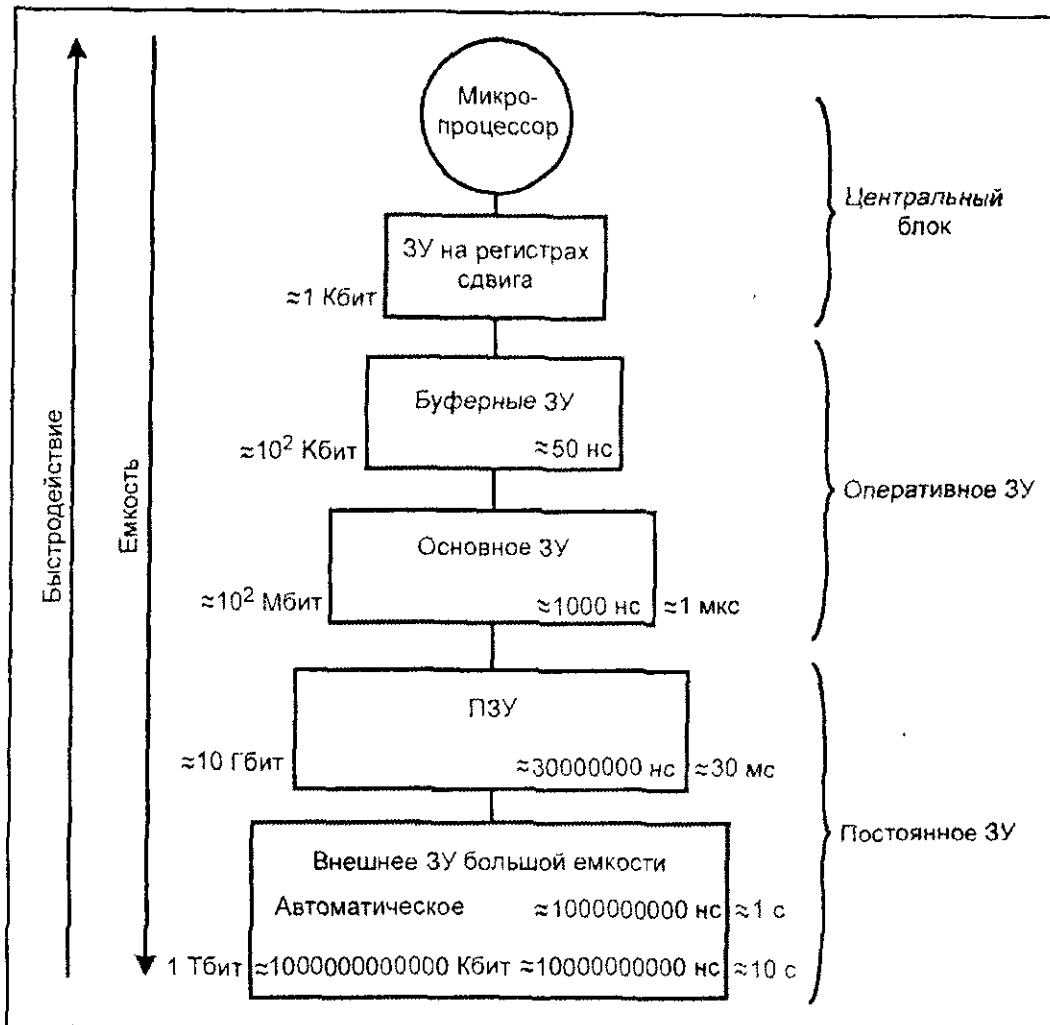 Микро-
процессор
ЗУ на регистрах
сдвига
≈1 Кбит
Центральный
блок
Буферные ЗУ
≈10² Кбит
≈50 нс
Основное ЗУ
≈10² Мбит
≈1000 нс
≈1 мкс
Оперативное ЗУ
ПЗУ
≈10 Гбит
≈30000000 нс
≈30 мс
Внешнее ЗУ большой емкости
Автоматическое
≈1000000000 нс
≈1 с
1 Тбит
≈1000000000000 Кбит
≈10000000000 нс
≈10 с
Постоянное ЗУ
Быстродействие
Емкость